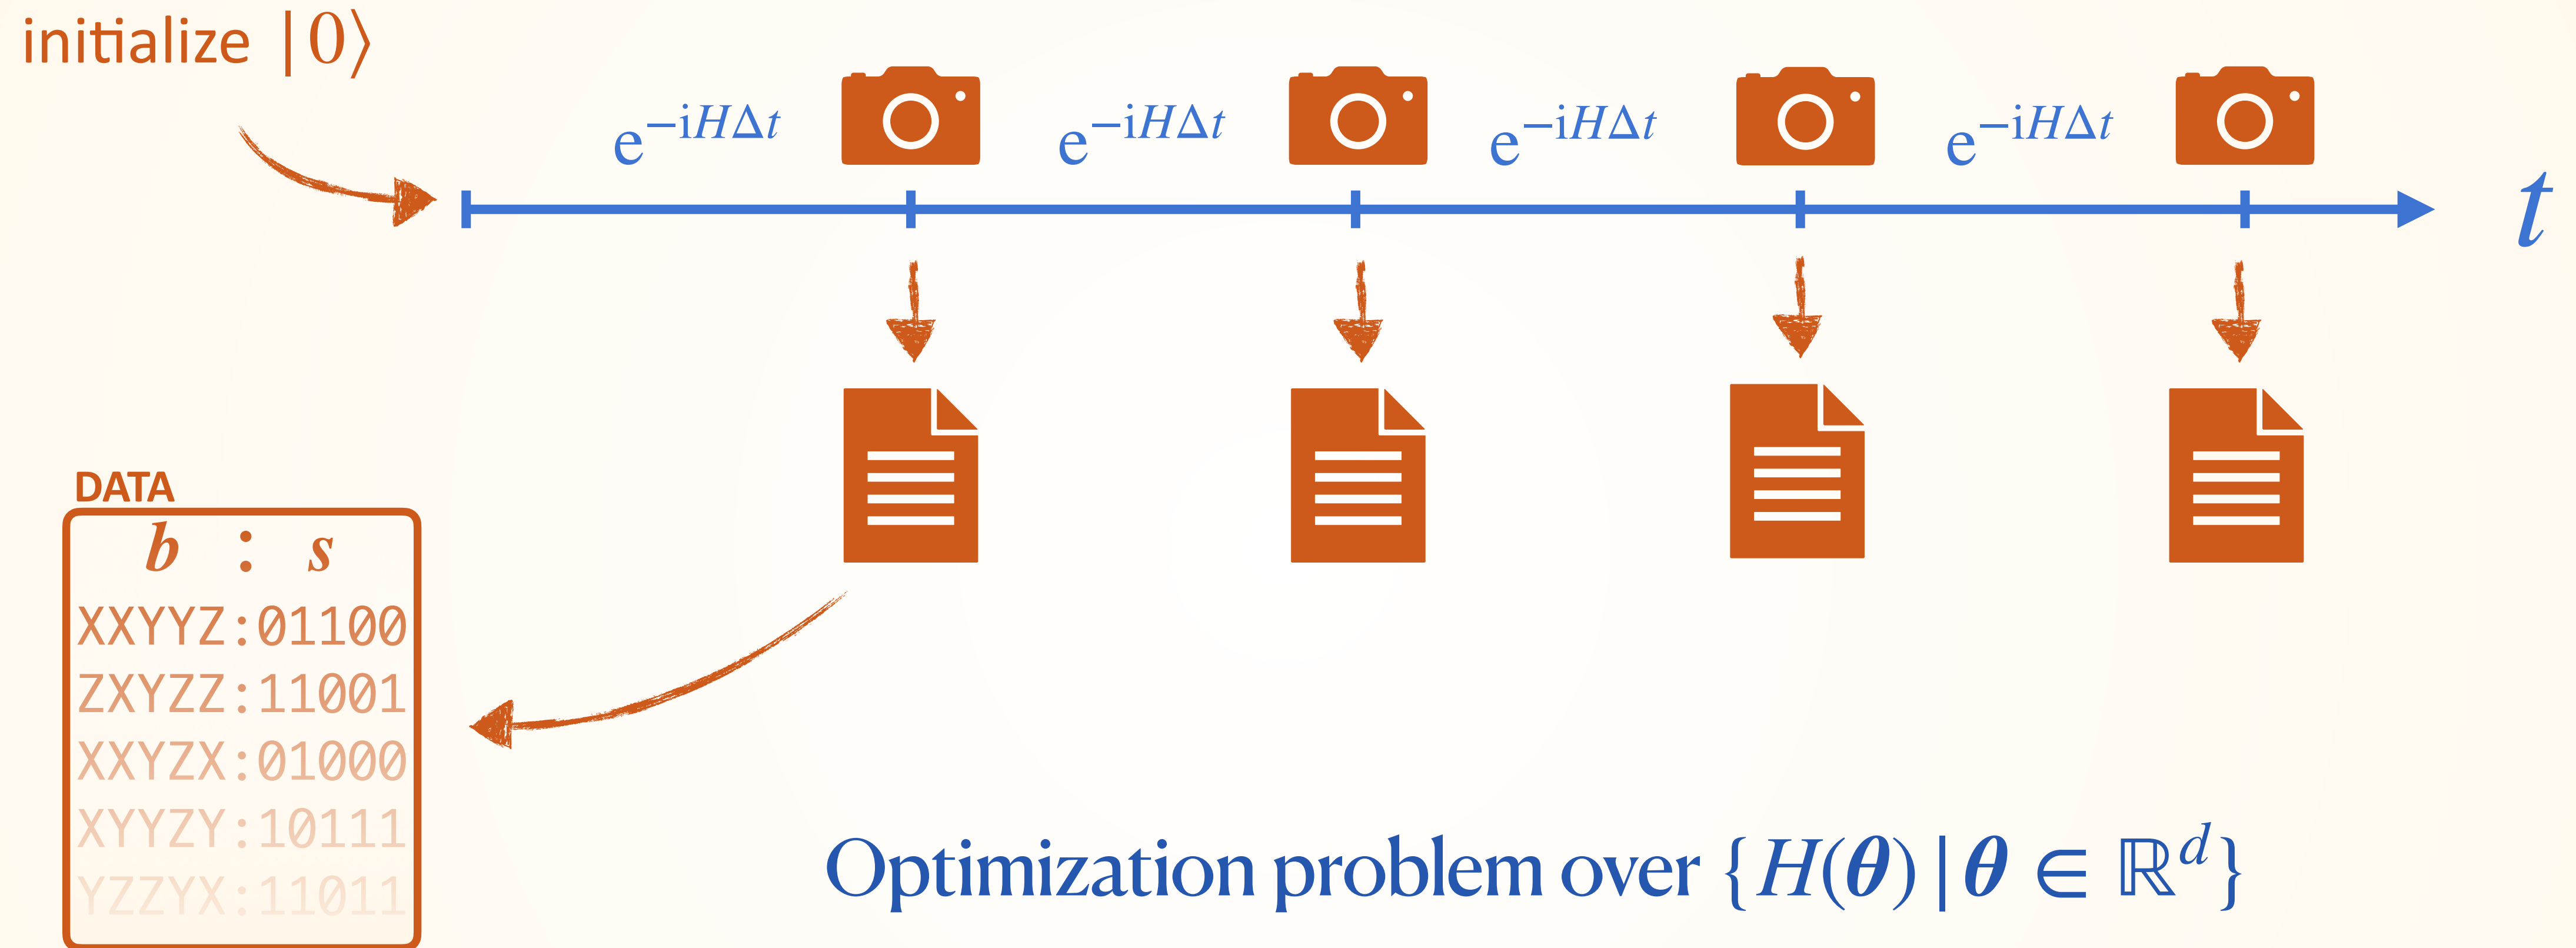 initialize |0⟩
e^{−iHΔt} e^{−iHΔt} e^{−iHΔt} e^{−iHΔt}
t
DATA
b : s
XXYYZ:01100
ZXYZZ:11001
XXYZX:01000
XYYZY:10111
YZZYX:11011
Optimization problem over {H(θ) | θ ∈ ℝ^d}